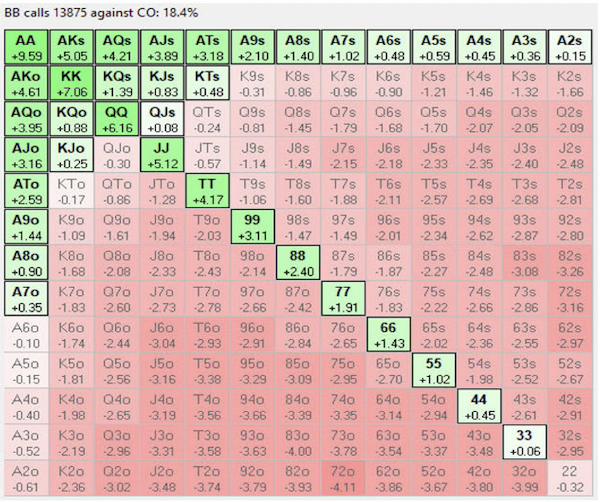 BB calls 13875 against CO: 18.4%
AA AKs AQs AJs ATs A9s A8s A7s A6s A5s A4s A3s A2s
+9.59 +5.05 +4.21 +3.89 +3.18 +2.10 +1.40 +1.02 +0.48 +0.59 +0.45 +0.36 +0.15
AKo KK KQs KJs KTs K9s K8s K7s K6s K5s K4s K3s K2s
+4.61 +7.06 +1.39 +0.83 +0.48 -0.31 -0.86 -0.96 -0.90 -1.21 -1.46 -1.32 -1.66
AQo KQo QQ QJs QTs Q9s Q8s Q7s Q6s Q5s Q4s Q3s Q2s
+3.95 +0.88 +6.16 +0.08 -0.24 -0.81 -1.45 -1.79 -1.68 -1.70 -2.07 -2.05 -2.09
AJo KJo QJo JJ JTs J9s J8s J7s J6s J5s J4s J3s J2s
+3.16 +0.25 -0.30 +5.12 -0.57 -1.14 -1.49 -2.15 -2.18 -2.33 -2.35 -2.40 -2.48
ATo KTo QTo JTo TT T9s T8s T7s T6s T5s T4s T3s T2s
+2.59 -0.17 -0.86 -1.28 +4.17 -1.06 -1.60 -1.88 -2.11 -2.57 -2.69 -2.68 -2.81
A9o K9o Q9o J9o T9o 99 98s 97s 96s 95s 94s 93s 92s
+1.44 -1.09 -1.61 -1.94 -2.03 +3.11 -1.47 -1.49 -2.01 -2.34 -2.62 -2.87 -2.80
A8o K8o Q8o J8o T8o 98o 88 87s 86s 85s 84s 83s 82s
+0.90 -1.68 -2.08 -2.33 -2.43 -2.14 +2.40 -1.79 -1.87 -2.27 -2.48 -3.08 -3.26
A7o K7o Q7o J7o T7o 97o 87o 77 76s 75s 74s 73s 72s
+0.35 -1.83 -2.60 -2.73 -2.78 -2.66 -2.42 +1.91 -1.83 -2.22 -2.66 -2.86 -3.16
A6o K6o Q6o J6o T6o 96o 86o 76o 66 65s 64s 63s 62s
-0.10 -1.74 -2.44 -3.04 -2.93 -2.91 -2.84 -2.65 +1.43 -2.02 -2.36 -2.55 -2.97
A5o K5o Q5o J5o T5o 95o 85o 75o 65o 55 54s 53s 52s
-0.15 -1.81 -2.56 -3.16 -3.38 -3.29 -3.09 -2.95 -2.70 +1.02 -1.98 -2.52 -2.67
A4o K4o Q4o J4o T4o 94o 84o 74o 64o 54o 44 43s 42s
-0.40 -1.98 -2.65 -3.19 -3.56 -3.66 -3.39 -3.35 -3.14 -2.94 +0.45 -2.61 -2.91
A3o K3o Q3o J3o T3o 93o 83o 73o 63o 53o 43o 33 32s
-0.52 -2.19 -2.96 -3.31 -3.58 -3.63 -4.00 -3.78 -3.54 -3.37 -3.48 +0.06 -2.95
A2o K2o Q2o J2o T2o 92o 82o 72o 62o 52o 42o 32o 22
-0.61 -2.36 -3.02 -3.48 -3.74 -3.79 -3.93 -4.11 -3.86 -3.67 -3.80 -3.99 -0.32